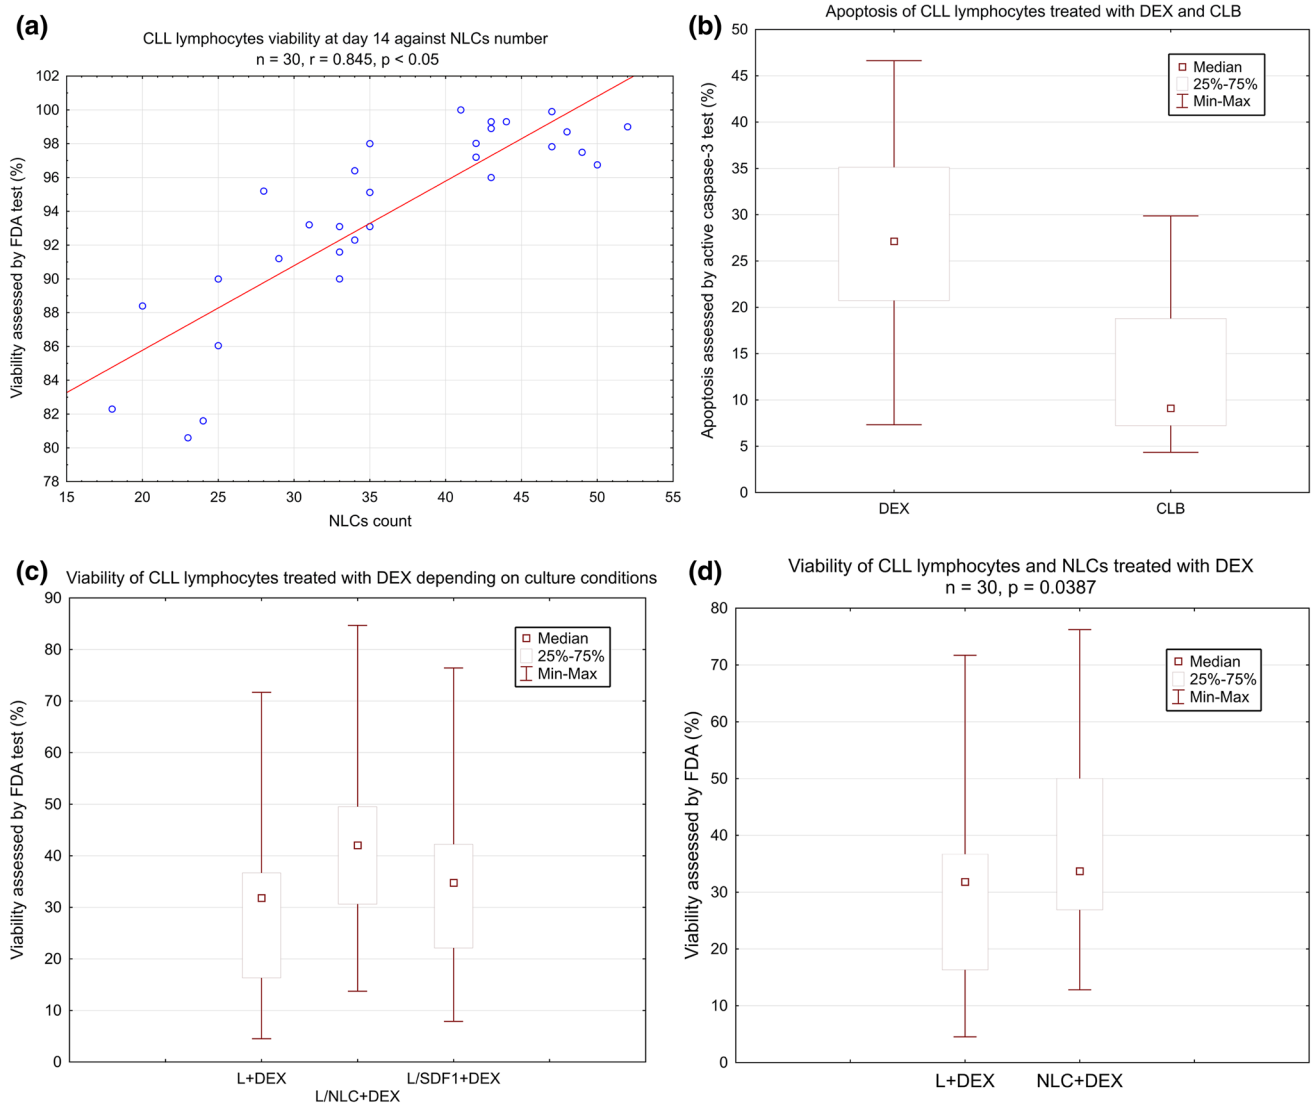 (a)
CLL lymphocytes viability at day 14 against NLCs number
n = 30, r = 0.845, p < 0.05
102
100
98
96
94
92
90
88
86
84
82
80
78
Viability assessed by FDA test (%)
15
20
25
30
35
40
45
50
55
NLCs count
(b)
Apoptosis of CLL lymphocytes treated with DEX and CLB
50
45
40
35
30
25
20
15
10
5
0
Apoptosis assessed by active caspase-3 test (%)
Median
25%-75%
Min-Max
DEX
CLB
(c)
Viability of CLL lymphocytes treated with DEX depending on culture conditions
90
80
70
60
50
40
30
20
10
0
Viability assessed by FDA test (%)
Median
25%-75%
Min-Max
L+DEX
L/NLC+DEX
L/SDF1+DEX
(d)
Viability of CLL lymphocytes and NLCs treated with DEX
n = 30, p = 0.0387
80
70
60
50
40
30
20
10
0
Viability assessed by FDA (%)
Median
25%-75%
Min-Max
L+DEX
NLC+DEX